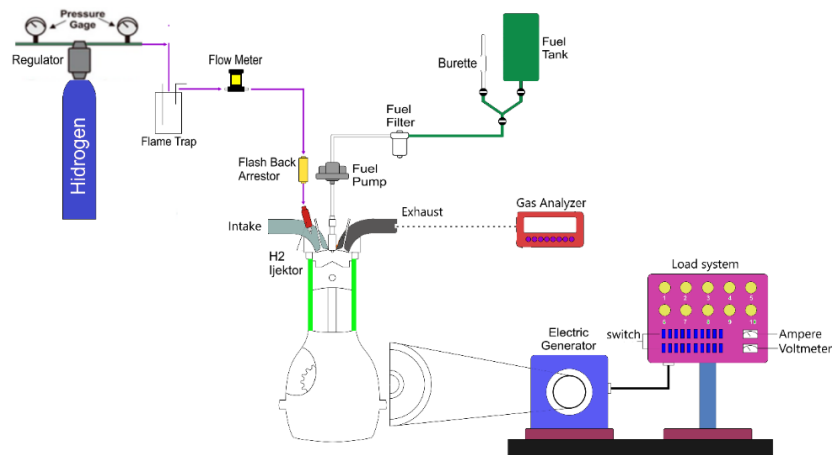 Pressure
Gage
Regulator
Hidrogen
Flame Trap
Flow Meter
Flash Back
Arrestor
Burette
Fuel
Tank
Fuel
Filter
Fuel
Pump
Intake
Exhaust
H2
Ijektor
Gas Analyzer
Electric
Generator
Load system
1 2 3 4 5
6 7 8 9 10
switch
Ampere
Voltmeter